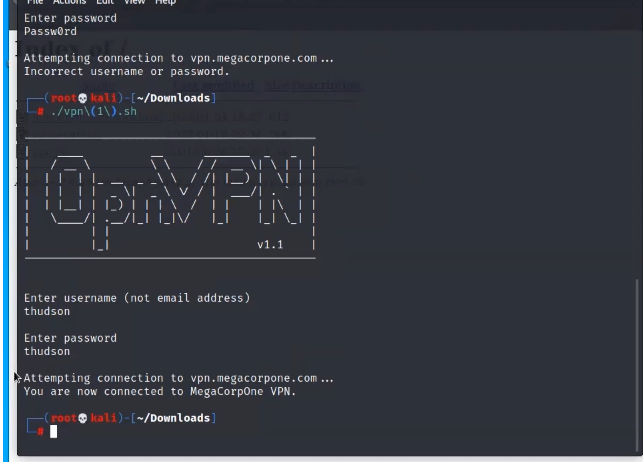 File Actions Edit View Help
Enter password
Passw0rd
Attempting connection to vpn.megacorpone.com ...
Incorrect username or password.
(root💀kali)-[~/Downloads]
# ./vpn\(1\).sh
OpnVPN
v1.1
Enter username (not email address)
thudson
Enter password
thudson
Attempting connection to vpn.megacorpone.com ...
You are now connected to MegaCorpOne VPN.
(root💀kali)-[~/Downloads]
#